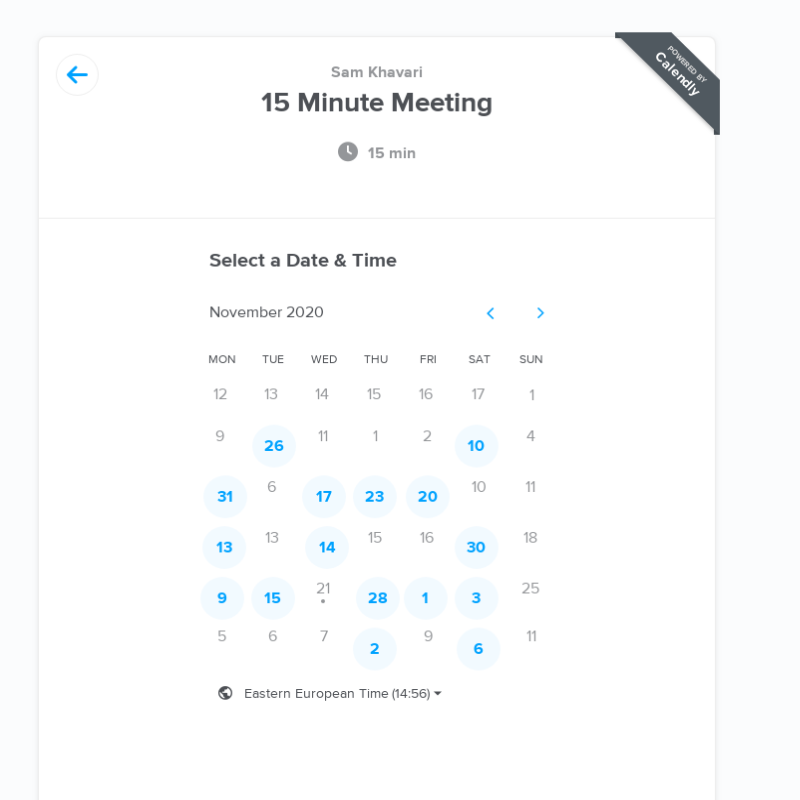 POWERED BY
Calendly
Sam Khavari
15 Minute Meeting
15 min
Select a Date & Time
November 2020
MON TUE WED THU FRI SAT SUN
12 13 14 15 16 17 1
9 26 11 1 2 10 4
31 6 17 23 20 10 11
13 13 14 15 16 30 18
9 15 21 28 1 3 25
5 6 7 2 9 6 11
Eastern European Time (14:56)